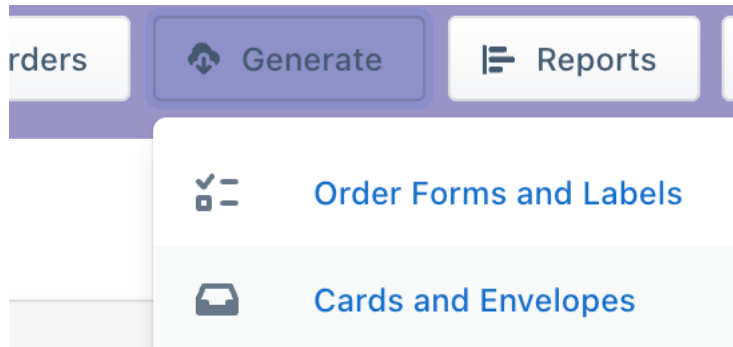 rders Generate Reports
Order Forms and Labels
Cards and Envelopes